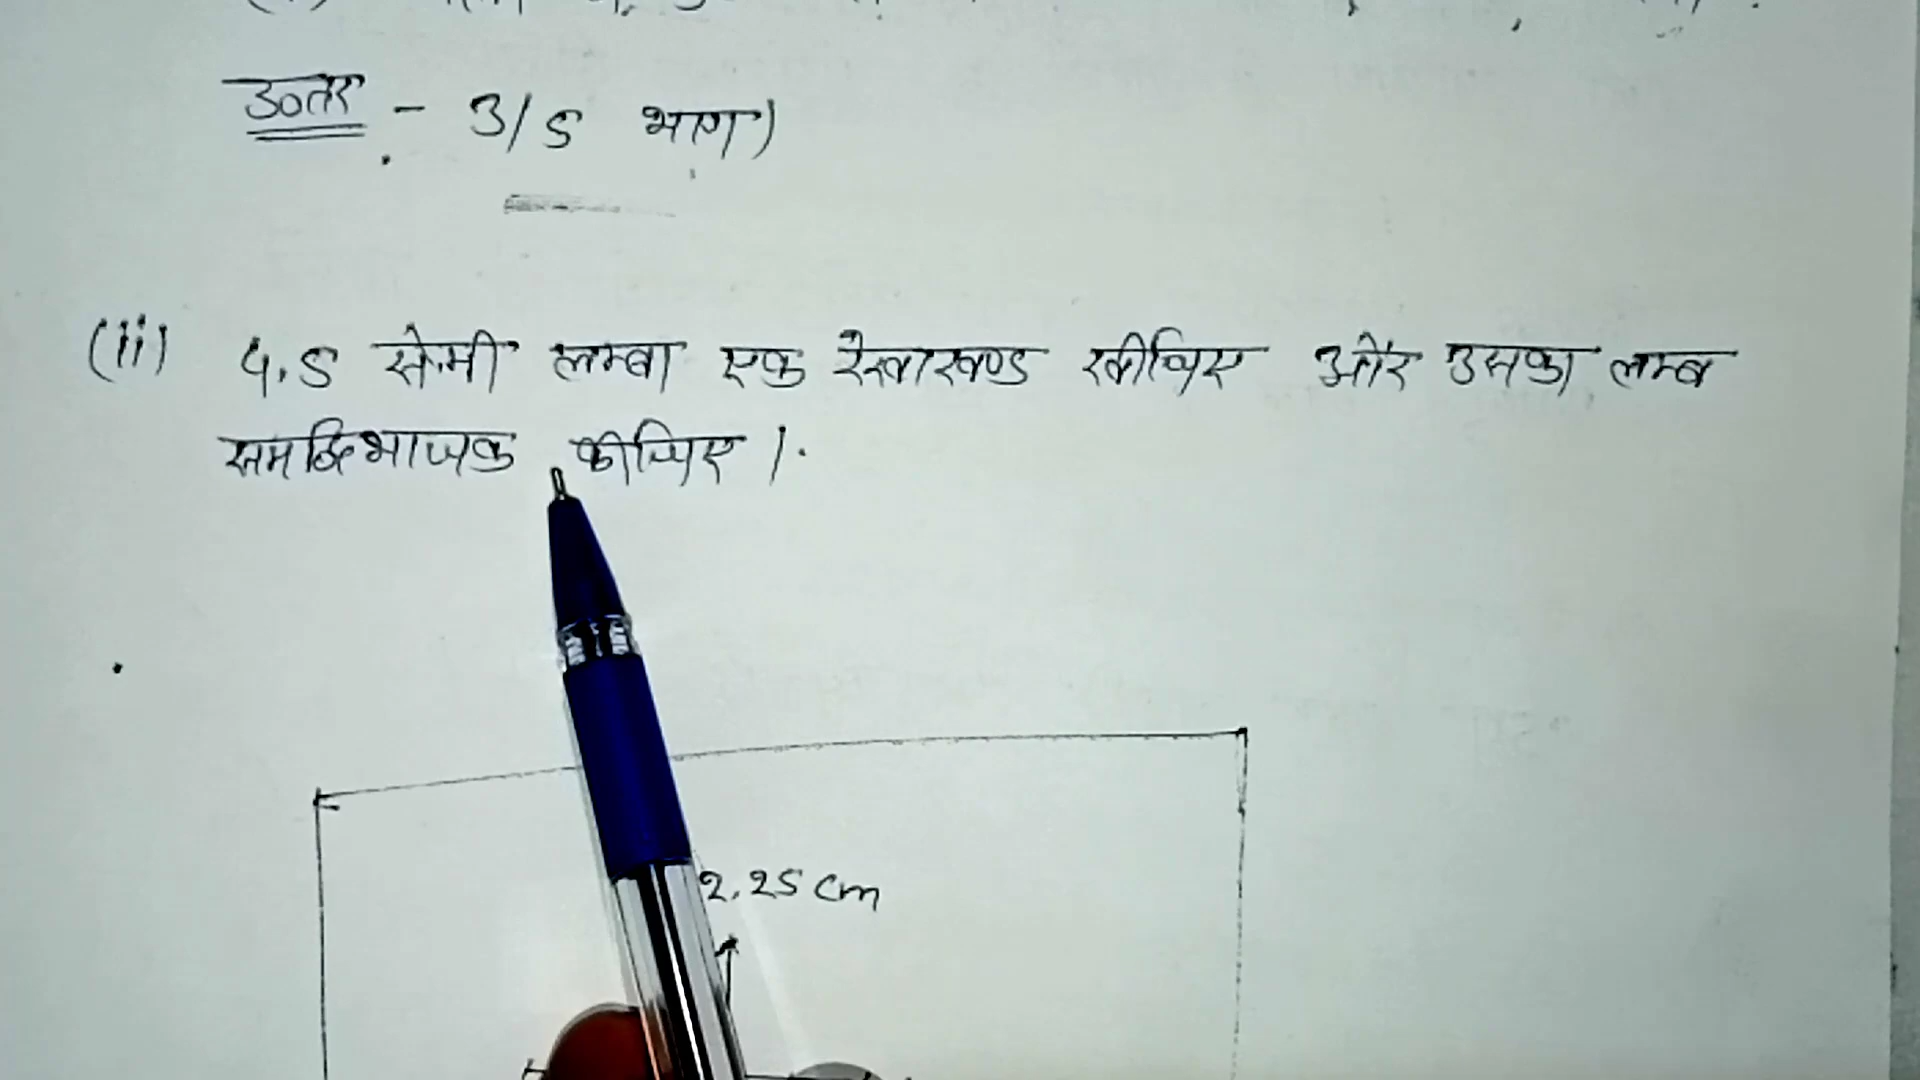 उत्तर - 3/5 भाग)
(ii) 4.5 से.मी लम्बा एक रेखाखण्ड खीचिए और उसका लम्ब
समद्विभाजक कीजिए।
2.25 cm